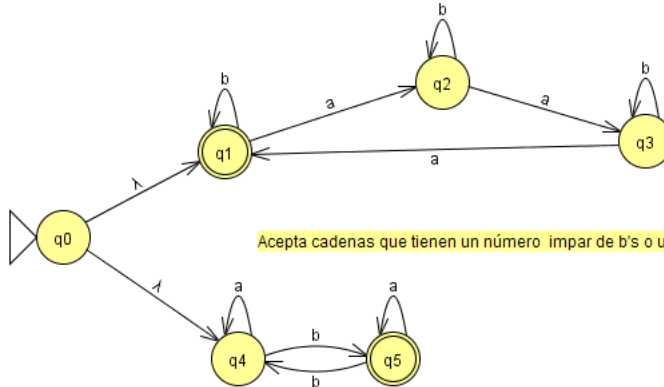 b
q2
b
b
a
a
q1
q3
a
λ
q0
Acepta cadenas que tienen un número impar de b's o
λ
a
a
q4
b
q5
b